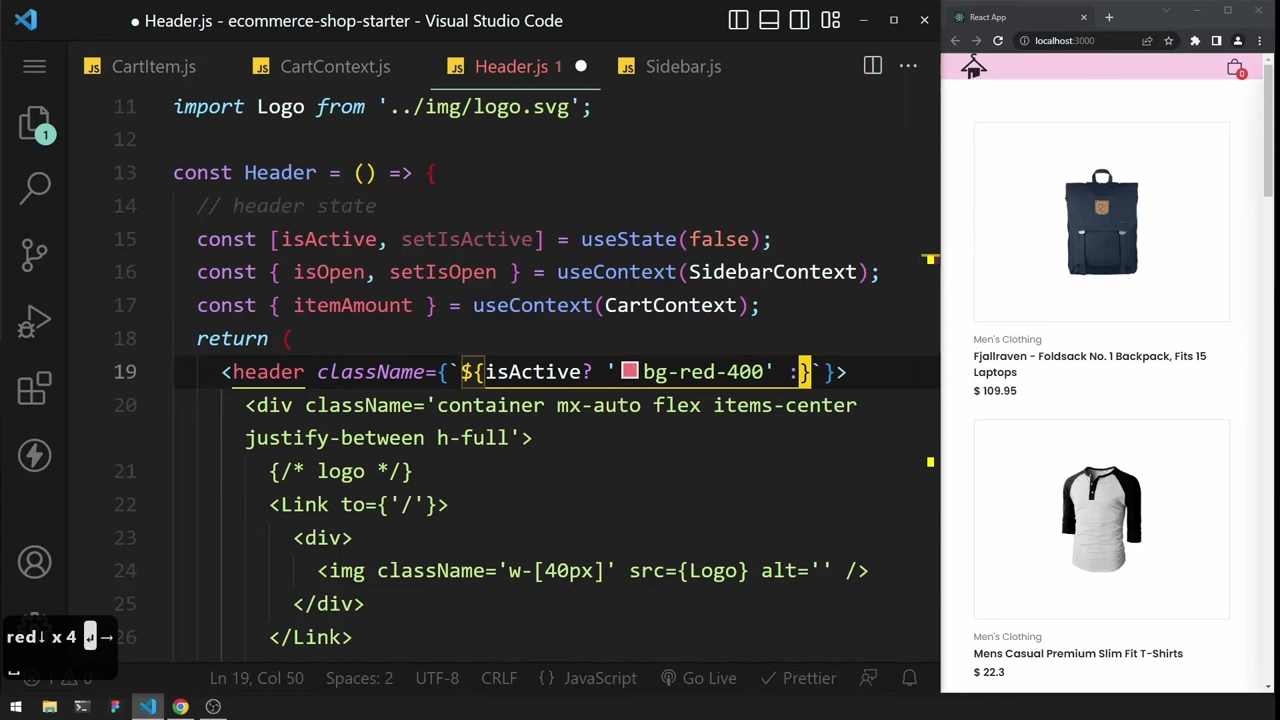 ● Header.js - ecommerce-shop-starter - Visual Studio Code
JS CartItem.js
JS CartContext.js
JS Header.js 1 ●
JS Sidebar.js
11 import Logo from '../img/logo.svg';
12
13 const Header = () => {
14 // header state
15 const [isActive, setIsActive] = useState(false);
16 const { isOpen, setIsOpen } = useContext(SidebarContext);
17 const { itemAmount } = useContext(CartContext);
18 return (
19 <header className={`${isActive? 'bg-red-400' :}`}>
20 <div className='container mx-auto flex items-center
justify-between h-full'>
21 {/* logo */}
22 <Link to={'/'}>
23 <div>
24 <img className='w-[40px]' src={Logo} alt='' />
25 </div>
26 </Link>
1
red↓ x 4 ↲ →
␣
Ln 19, Col 50 Spaces: 2 UTF-8 CRLF {} JavaScript Go Live ✓ Prettier
React App
localhost:3000
0
Men's Clothing
Fjallraven - Foldsack No. 1 Backpack, Fits 15
Laptops
$ 109.95
Men's Clothing
Mens Casual Premium Slim Fit T-Shirts
$ 22.3